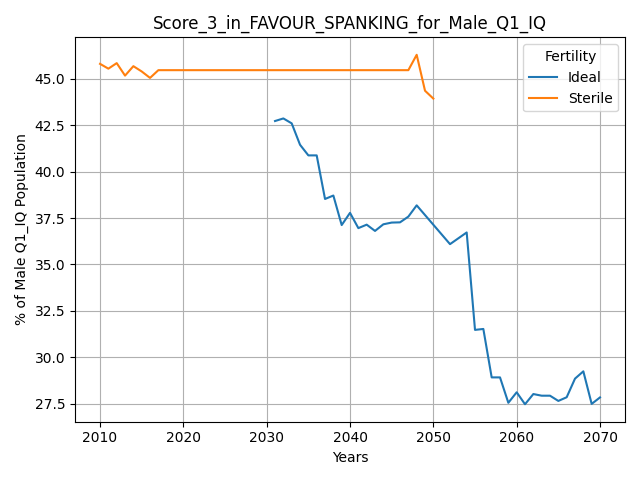 Score_3_in_FAVOUR_SPANKING_for_Male_Q1_IQ
% of Male Q1_IQ Population
45.0
42.5
40.0
37.5
35.0
32.5
30.0
27.5
Fertility
Ideal
Sterile
2010 2020 2030 2040 2050 2060 2070
Years